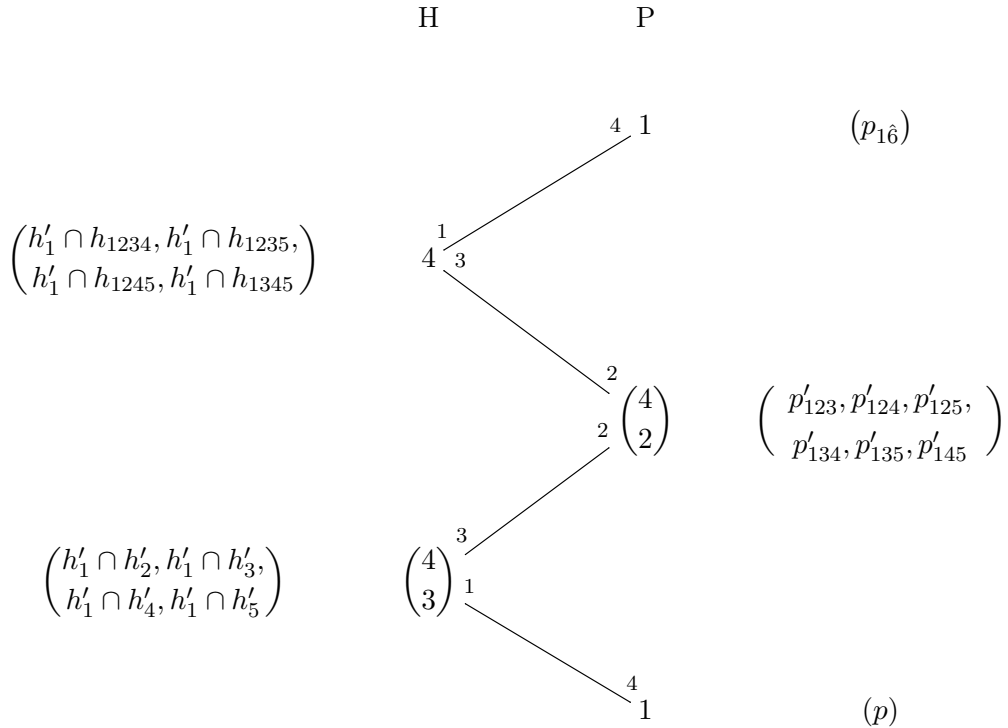 H P
4 1 (p_{1\hat{6}})
1
(h'_1 ∩ h_{1234}, h'_1 ∩ h_{1235},
h'_1 ∩ h_{1245}, h'_1 ∩ h_{1345})
4 3
2
2 (4 2)
(p'_{123}, p'_{124}, p'_{125},
p'_{134}, p'_{135}, p'_{145})
3
(h'_1 ∩ h'_2, h'_1 ∩ h'_3,
h'_1 ∩ h'_4, h'_1 ∩ h'_5)
(4 3) 1
4
1 (p)